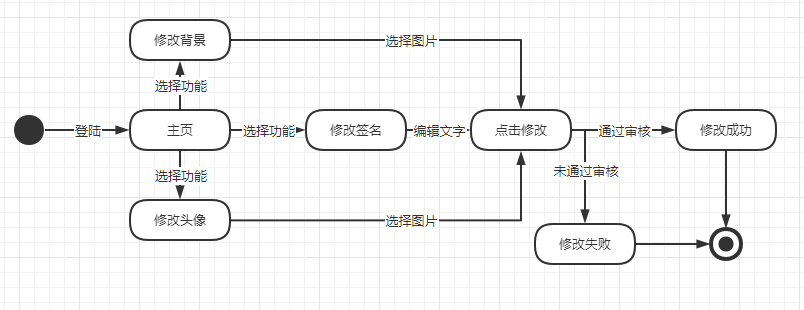 修改背景
选择图片
选择功能
登陆
主页
选择功能
修改签名
编辑文字
点击修改
通过审核
修改成功
选择功能
未通过审核
修改头像
选择图片
修改失败